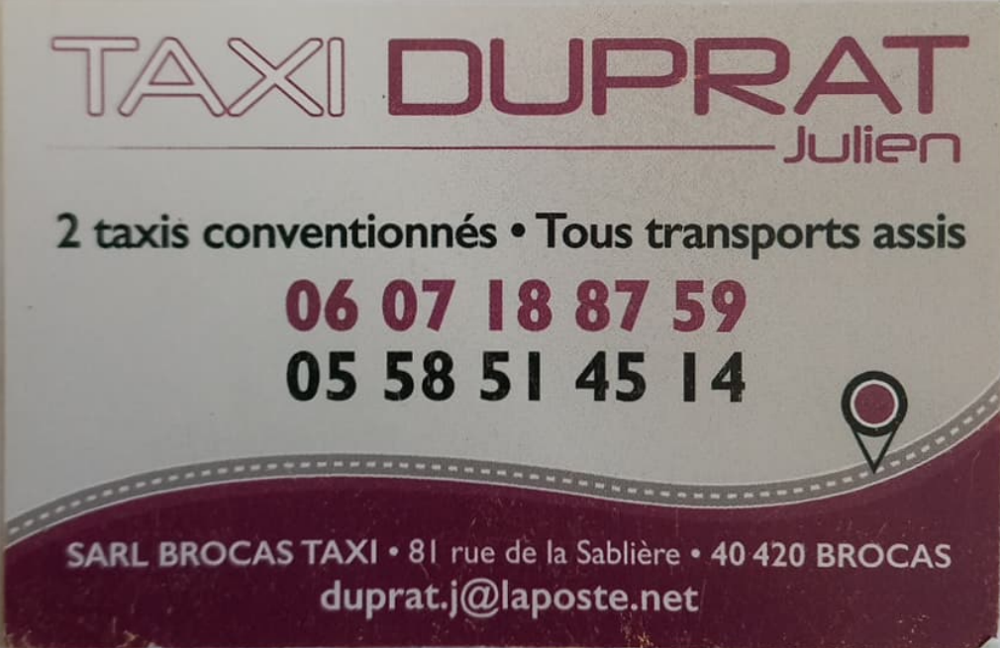 TAXI DUPRAT
Julien
2 taxis conventionnés • Tous transports assis
06 07 18 87 59
05 58 51 45 14
SARL BROCAS TAXI • 81 rue de la Sablière • 40 420 BROCAS
duprat.j@laposte.net